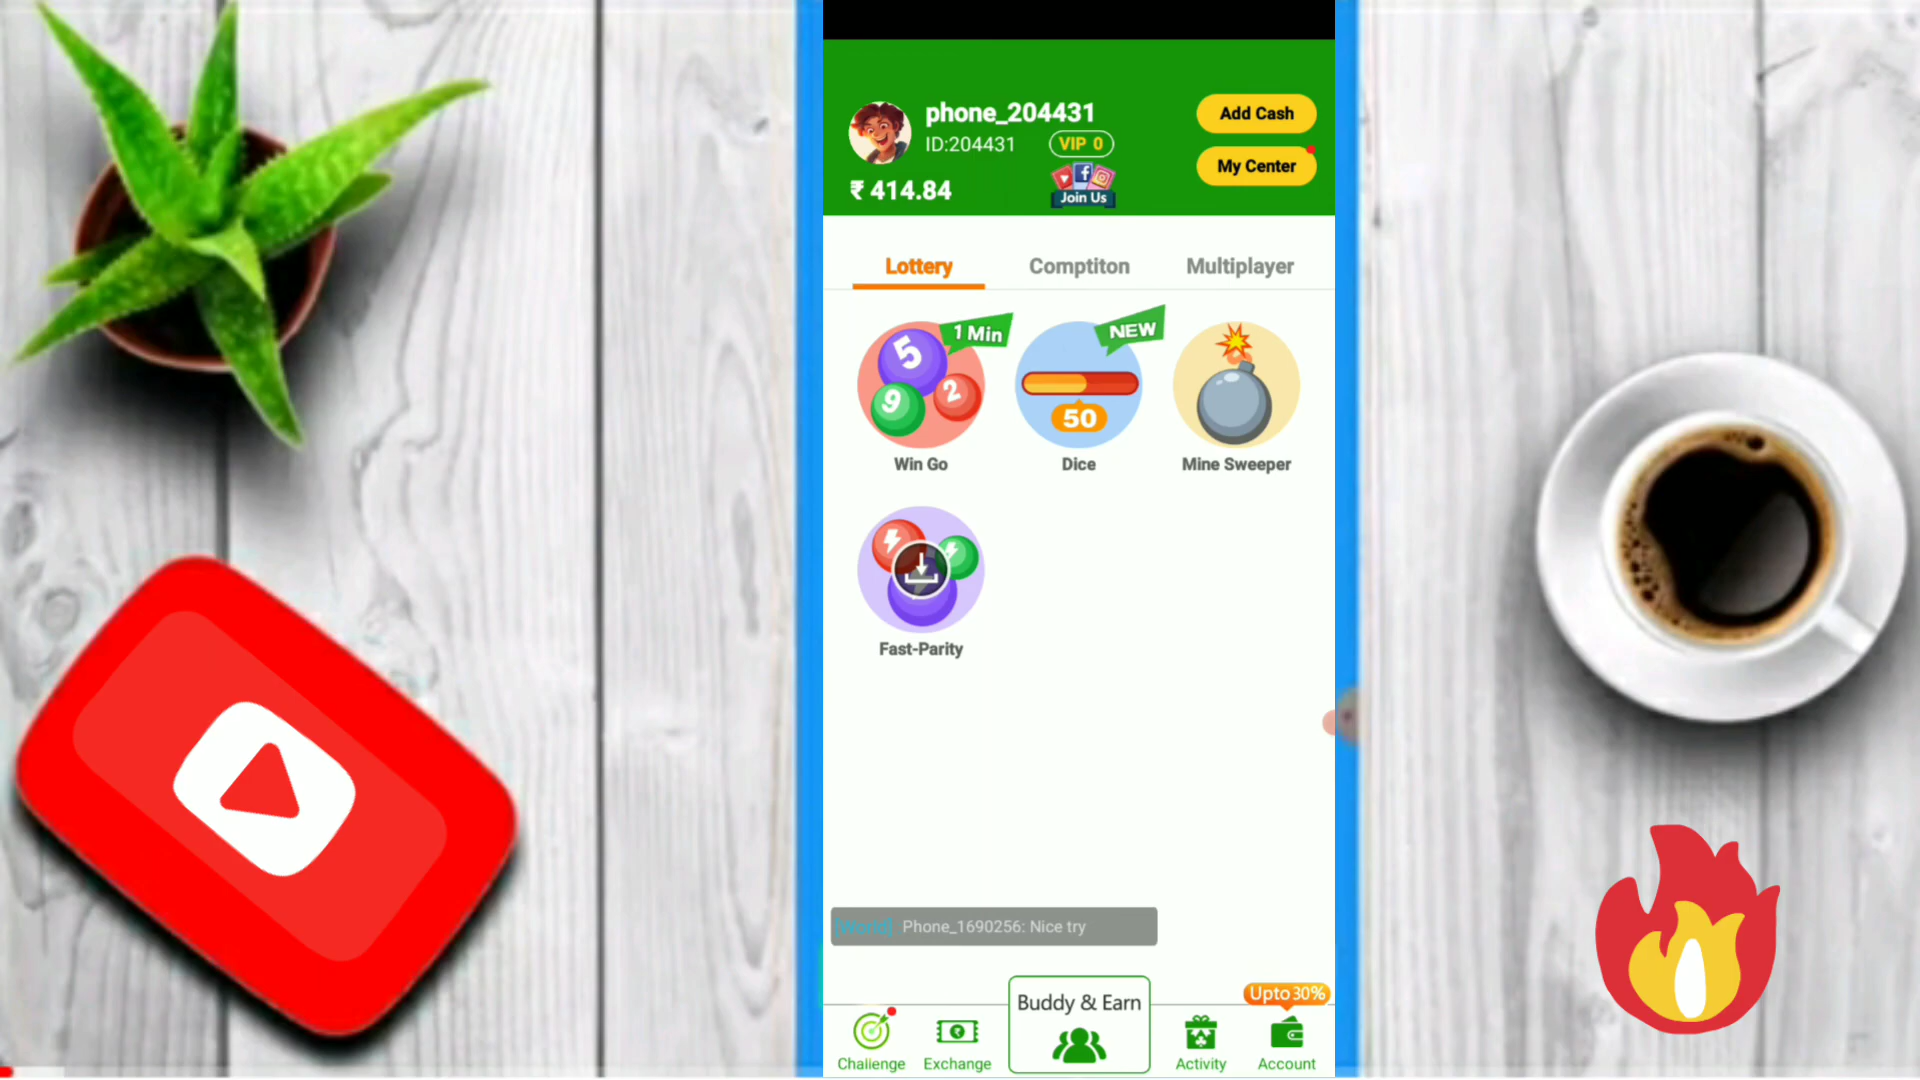 phone_204431
Add Cash
ID:204431
VIP 0
My Center
₹ 414.84
Join Us
Lottery
Comptiton
Multiplayer
5
9
2
1 Min
NEW
50
Win Go
Dice
Mine Sweeper
Fast-Parity
[World] Phone_1690256: Nice try
Upto 30%
Buddy & Earn
Challenge
Exchange
Activity
Account